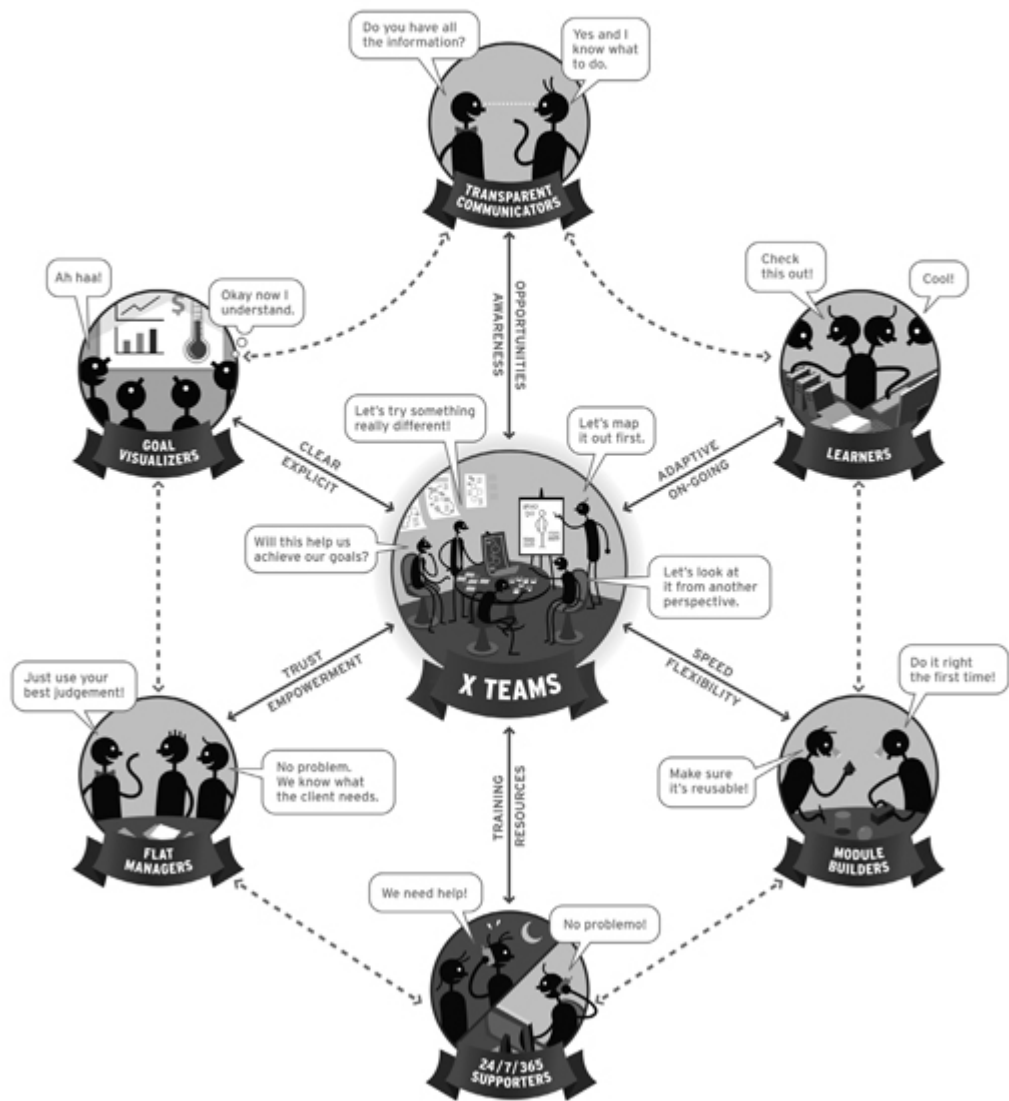 Do you have all
the information?
Yes and I
know what
to do.
TRANSPARENT
COMMUNICATORS
Ah haa!
Okay now I
understand.
$
GOAL
VISUALIZERS
Check
this out!
Cool!
LEARNERS
AWARENESS
OPPORTUNITIES
CLEAR
EXPLICIT
ADAPTIVE
ON-GOING
Let's try something
really different!
Let's map
it out first.
Will this help us
achieve our goals?
Let's look at
it from another
perspective.
X TEAMS
TRUST
EMPOWERMENT
SPEED
FLEXIBILITY
TRAINING
RESOURCES
Just use your
best judgement!
No problem.
We know what
the client needs.
FLAT
MANAGERS
Do it right
the first time!
Make sure
it's reusable!
MODULE
BUILDERS
We need help!
No problemo!
24/7/365
SUPPORTERS